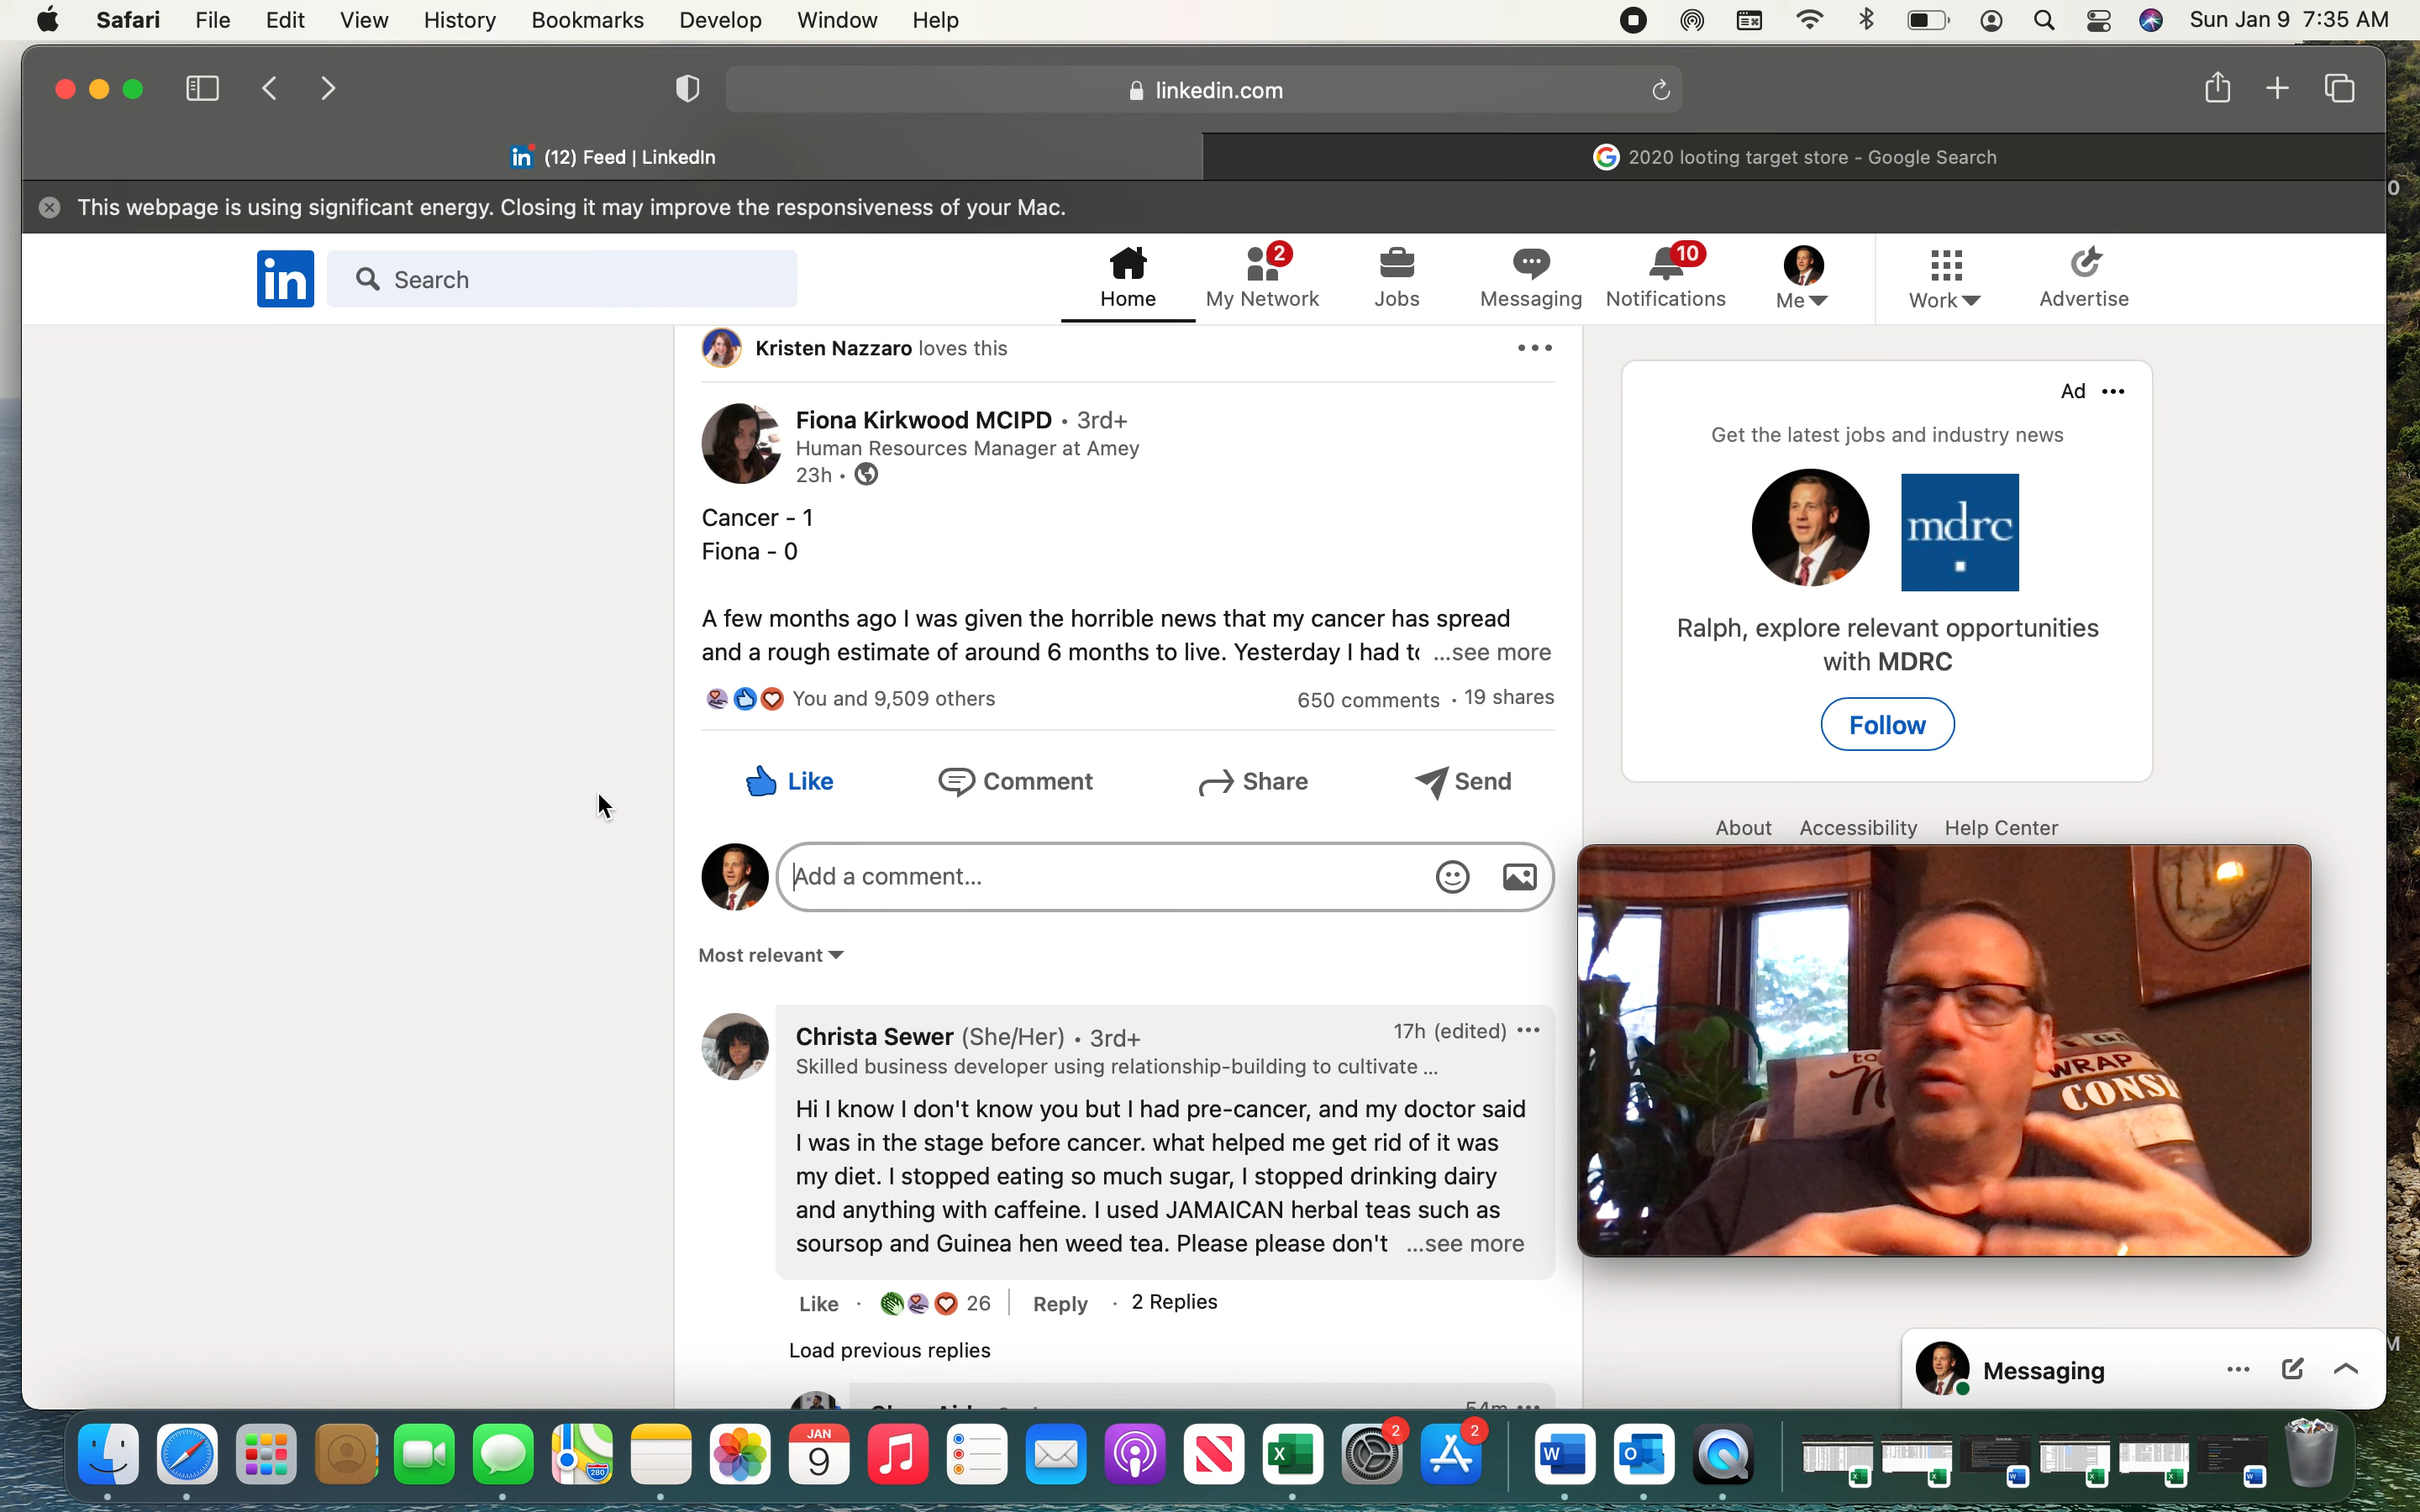 Safari File Edit View History Bookmarks Develop Window Help
Sun Jan 9 7:35 AM
linkedin.com
in (12) Feed | LinkedIn
2020 looting target store - Google Search
This webpage is using significant energy. Closing it may improve the responsiveness of your Mac.
in Search
Home
2 My Network
Jobs
Messaging
10 Notifications
Me
Work
Advertise
Kristen Nazzaro loves this
Fiona Kirkwood MCIPD • 3rd+
Human Resources Manager at Amey
23h •
Cancer - 1
Fiona - 0
A few months ago I was given the horrible news that my cancer has spread
and a rough estimate of around 6 months to live. Yesterday I had to ...see more
You and 9,509 others
650 comments • 19 shares
Like Comment Share Send
Add a comment...
Most relevant
Christa Sewer (She/Her) • 3rd+
17h (edited)
Skilled business developer using relationship-building to cultivate ...
Hi I know I don't know you but I had pre-cancer, and my doctor said
I was in the stage before cancer. what helped me get rid of it was
my diet. I stopped eating so much sugar, I stopped drinking dairy
and anything with caffeine. I used JAMAICAN herbal teas such as
soursop and Guinea hen weed tea. Please please don't ...see more
Like · 26 | Reply · 2 Replies
Load previous replies
54m
Ad
Get the latest jobs and industry news
mdrc
Ralph, explore relevant opportunities
with MDRC
Follow
About Accessibility Help Center
to
WRAP
CONS
Messaging
JAN
9
280
2
2